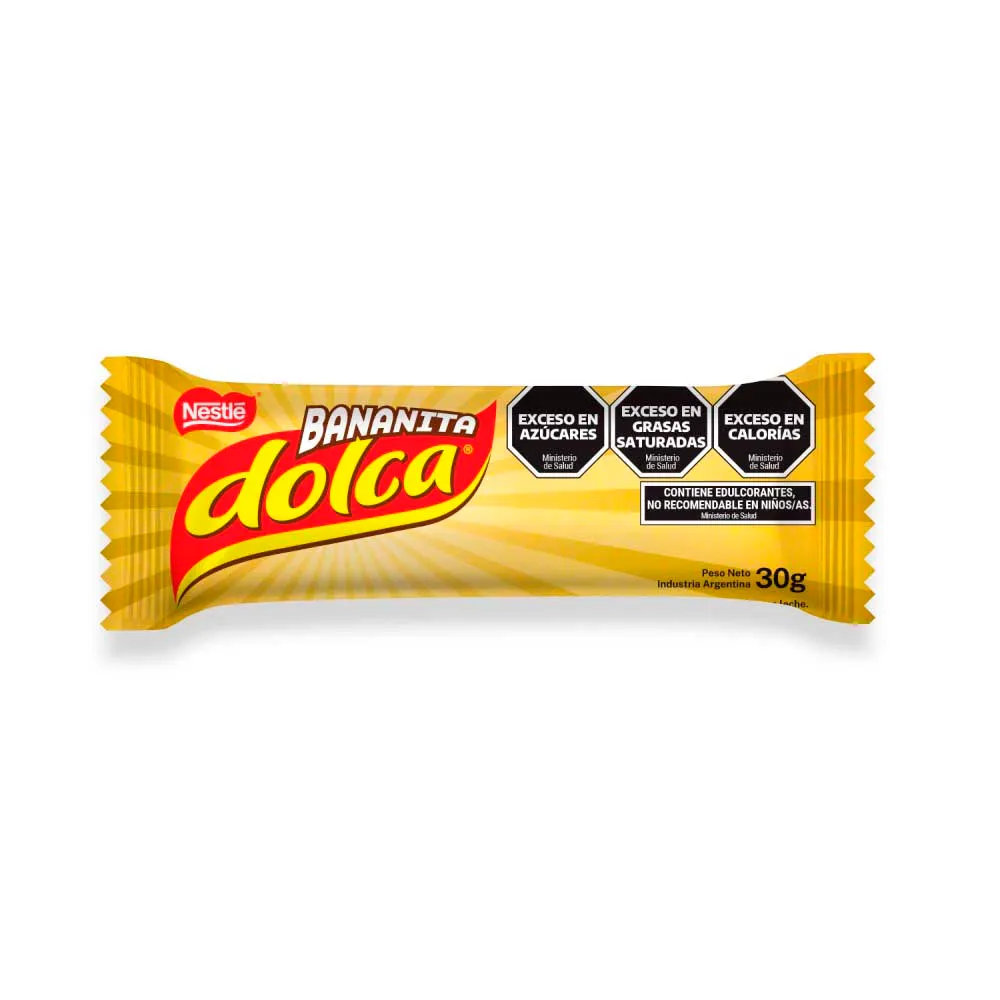 Nestlé
BANANITA
dolca®
EXCESO EN
AZÚCARES
Ministerio
de Salud
EXCESO EN
GRASAS
SATURADAS
Ministerio
de Salud
EXCESO EN
CALORÍAS
Ministerio
de Salud
CONTIENE EDULCORANTES,
NO RECOMENDABLE EN NIÑOS/AS.
Ministerio de Salud
Peso Neto
Industria Argentina 30g
leche.